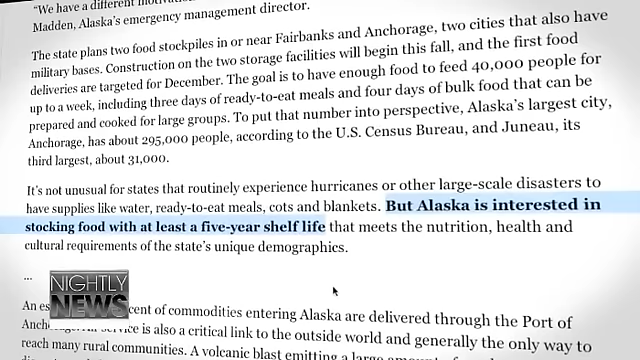 "We have a different
Madden, Alaska's emergency management director.
The state plans two food stockpiles in or near Fairbanks and Anchorage, two cities that also have
military bases. Construction on the two storage facilities will begin this fall, and the first food
deliveries are targeted for December. The goal is to have enough food to feed 40,000 people for
up to a week, including three days of ready-to-eat meals and four days of bulk food that can be
prepared and cooked for large groups. To put that number into perspective, Alaska's largest city,
Anchorage, has about 295,000 people, according to the U.S. Census Bureau, and Juneau, its
third largest, about 31,000.
It's not unusual for states that routinely experience hurricanes or other large-scale disasters to
have supplies like water, ready-to-eat meals, cots and blankets. But Alaska is interested in
stocking food with at least a five-year shelf life that meets the nutrition, health and
cultural requirements of the state's unique demographics.
...
NIGHTLY
NEWS
An es cent of commodities entering Alaska are delivered through the Port of
Anch is also a critical link to the outside world and generally the only way to
reach many rural communities. A volcanic blast emitting a large